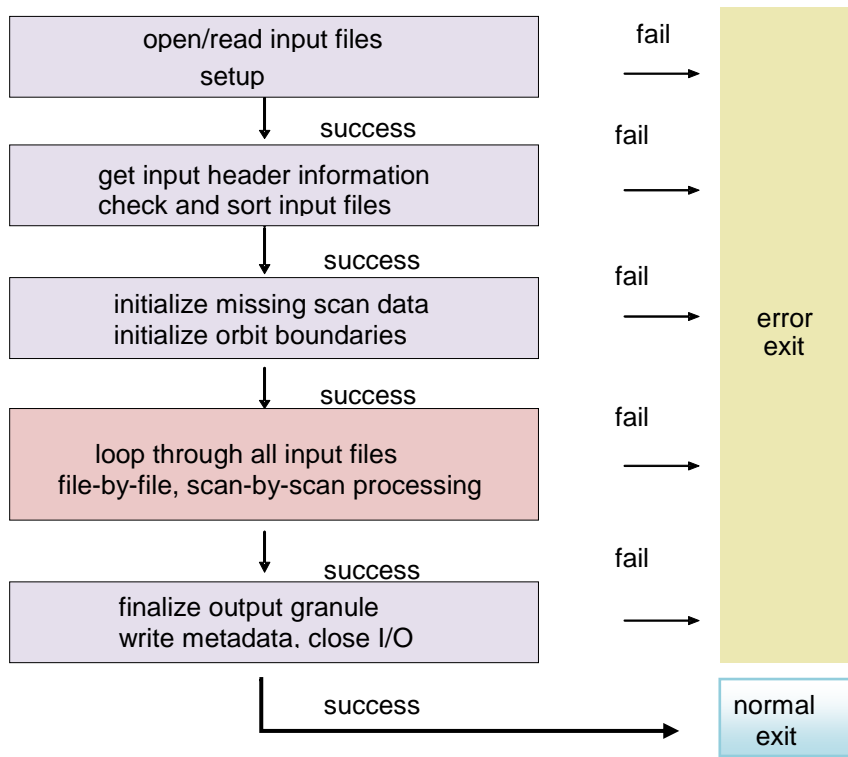 open/read input files
setup
fail
success
get input header information
check and sort input files
fail
success
initialize missing scan data
initialize orbit boundaries
fail
error
exit
success
loop through all input files
file-by-file, scan-by-scan processing
fail
success
finalize output granule
write metadata, close I/O
fail
success
normal
exit